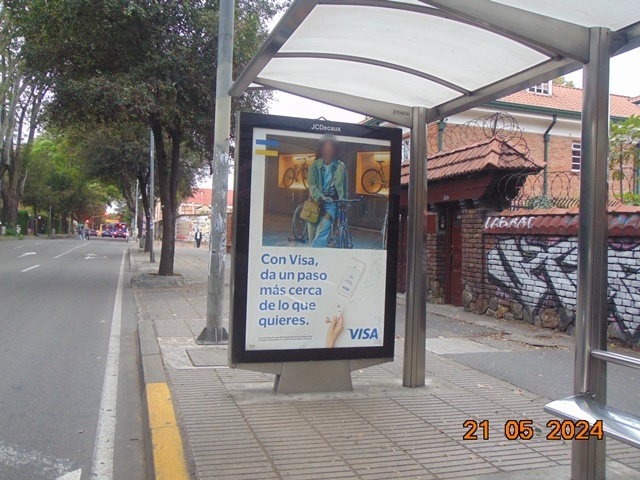 JCDecaux
Con Visa,
da un paso
más cerca
de lo que
quieres.
VISA
21 05 2024